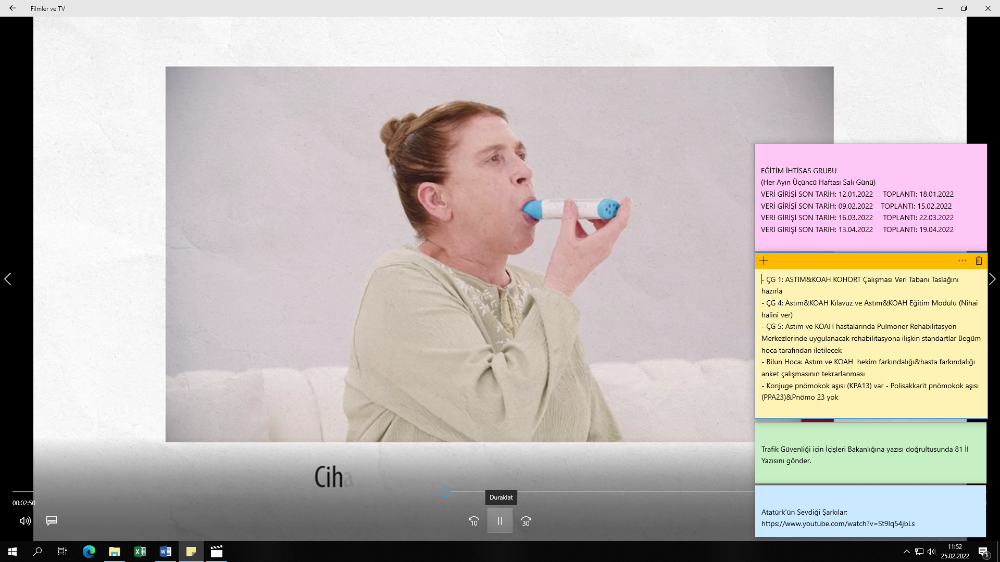 Filmler ve TV
EĞİTİM İHTİSAS GRUBU
(Her Ayın Üçüncü Haftası Salı Günü)
VERİ GİRİŞİ SON TARİH: 12.01.2022 TOPLANTI: 18.01.2022
VERİ GİRİŞİ SON TARİH: 09.02.2022 TOPLANTI: 15.02.2022
VERİ GİRİŞİ SON TARİH: 16.03.2022 TOPLANTI: 22.03.2022
VERİ GİRİŞİ SON TARİH: 13.04.2022 TOPLANTI: 19.04.2022
- ÇG 1: ASTIM&KOAH KOHORT Çalışması Veri Tabanı Taslağını
hazırla
- ÇG 4: Astım&KOAH Kılavuz ve Astım&KOAH Eğitim Modülü (Nihai
halini ver)
- ÇG 5: Astım ve KOAH hastalarında Pulmoner Rehabilitasyon
Merkezlerinde uygulanacak rehabilitasyona ilişkin standartlar Begüm
hoca tarafından iletilecek
- Bilun Hoca: Astım ve KOAH hekim farkındalığı&hasta farkındalığı
anket çalışmasının tekrarlanması
- Konjuge pnömokok aşısı (KPA13) var - Polisakkarit pnömokok aşısı
(PPA23)&Pnömo 23 yok
Trafik Güvenliği için İçişleri Bakanlığına yazısı doğrultusunda 81 İl
Yazısını gönder.
Atatürk'ün Sevdiği Şarkılar;
https://www.youtube.com/watch?v=St9lq54jbLs
Ciha
Duraklat
00:02:50
10
30
11:52
25.02.2022
1